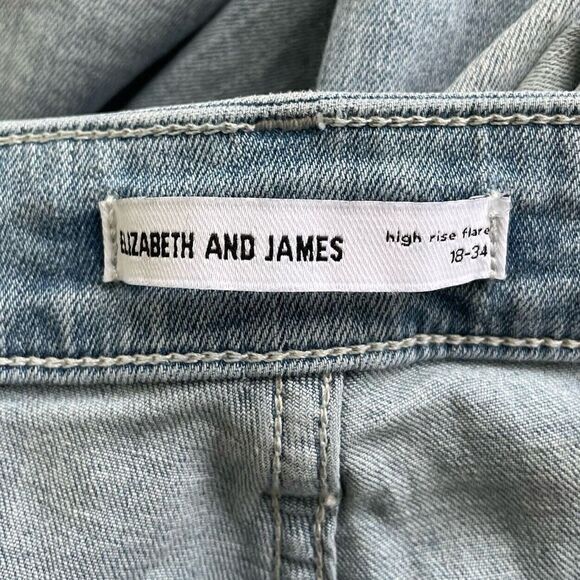 ELIZABETH AND JAMES
high rise flare
18-34